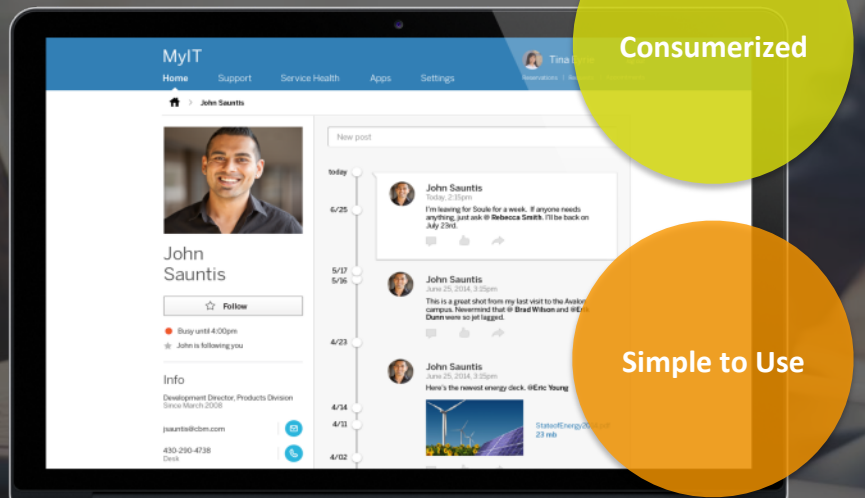 Consumerized
MyIT
Tina
Home Support Service Health Apps Settings
Reservations
John Sauntis
New post
today
John Sauntis
Today, 2:15pm
6/25
I'm leaving for Soule for a week. If anyone needs
anything, just ask @ Rebecca Smith. I'll be back on
July 23rd.
John
Sauntis
5/17
5/16
John Sauntis
June 25, 2014, 3:15pm
Follow
This is a great shot from my last visit to the Avalon
campus. Nevermind that @ Brad Wilson and @Eric
Dunn were so jet lagged.
Busy until 4:00pm
John is following you
4/23
Simple to Use
John Sauntis
June 25, 2014, 3:15pm
Here's the newest energy deck. @Eric Young
Info
Development Director, Products Division
Since March 2008
4/14
4/11
jsauntis@cbm.com
23 mb
430-290-4738
Desk
4/02